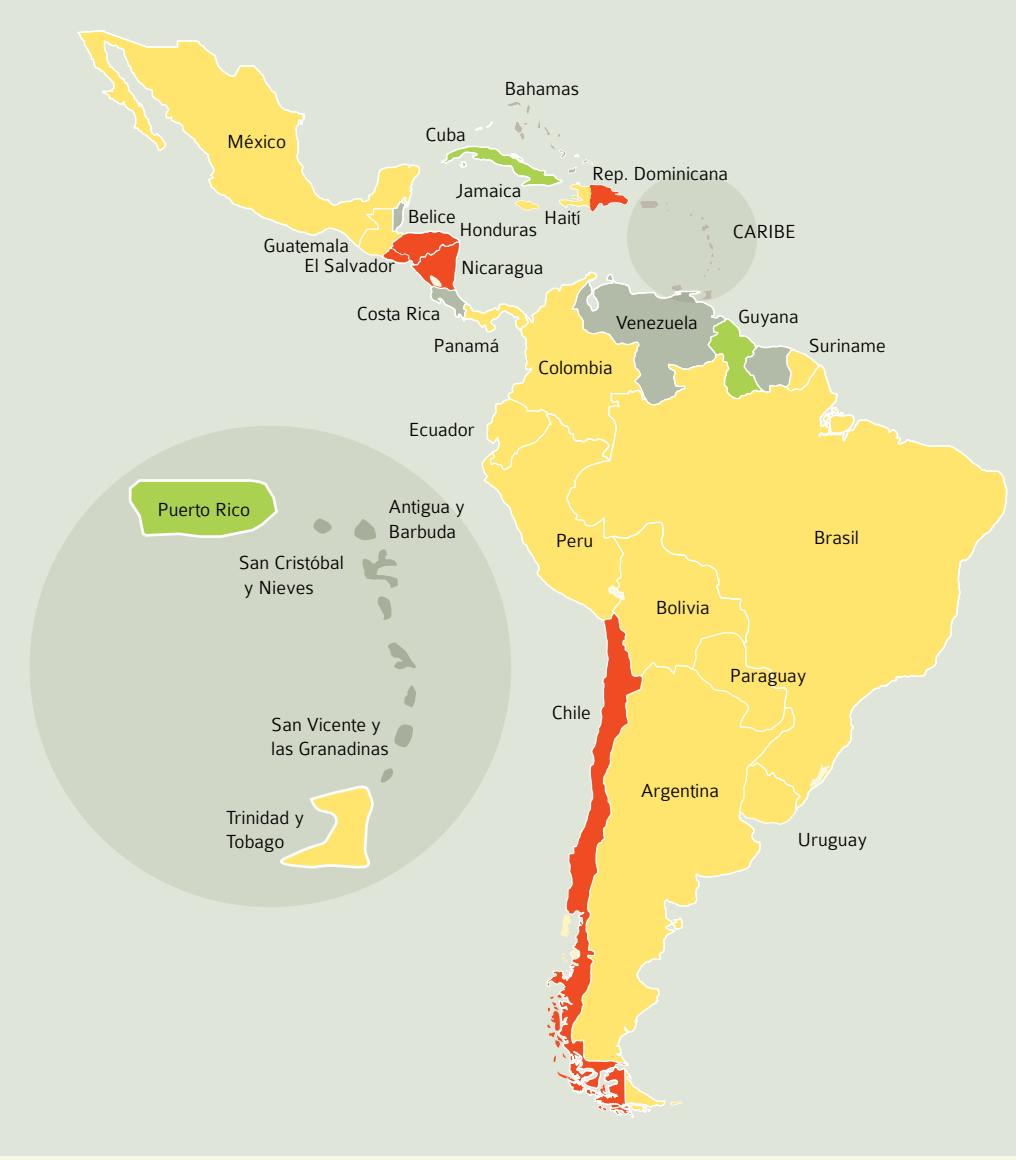 Bahamas
Cuba
México
Rep. Dominicana
Jamaica
Haití
Belice
Honduras
CARIBE
Guatemala
El Salvador
Nicaragua
Costa Rica
Panamá
Venezuela
Guyana
Suriname
Colombia
Ecuador
Puerto Rico
Antigua y
Barbuda
San Cristóbal
y Nieves
Peru
Brasil
Bolivia
Paraguay
Chile
San Vicente y
las Granadinas
Argentina
Trinidad y
Tobago
Uruguay